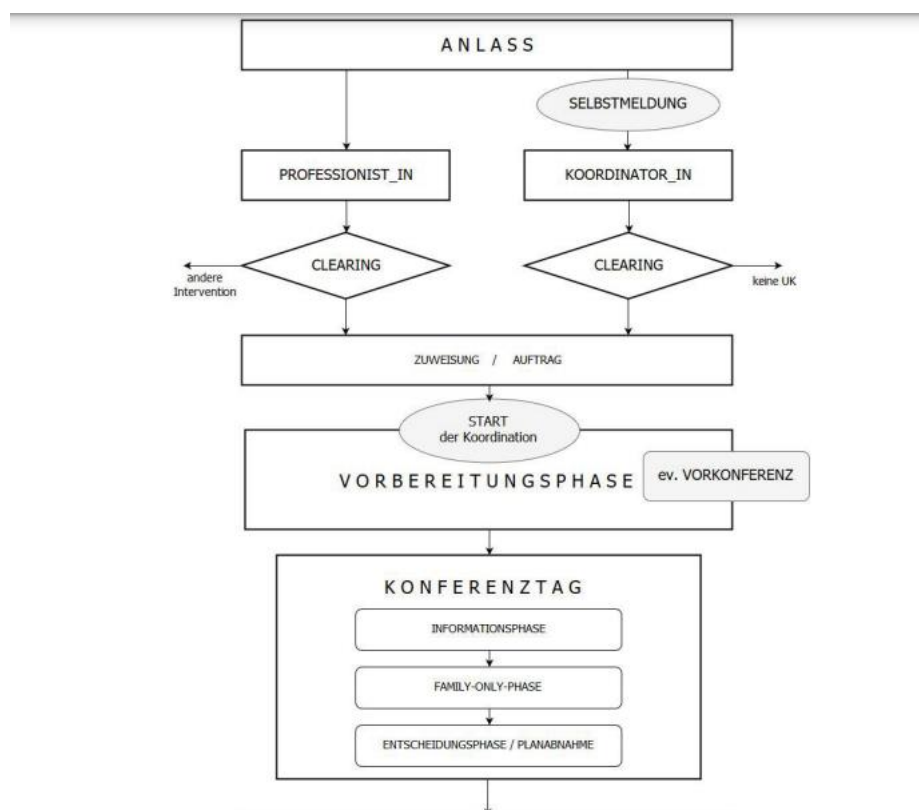 ANLASS
SELBSTMELDUNG
PROFESSIONIST_IN
KOORDINATOR_IN
CLEARING
CLEARING
andere
Intervention
keine UK
ZUWEISUNG / AUFTRAG
START
der Koordination
VORBEREITUNGSPHASE
ev. VORKONFERENZ
KONFERENZTAG
INFORMATIONSPHASE
FAMILY-ONLY-PHASE
ENTSCHEIDUNGSPHASE / PLANABNAHME